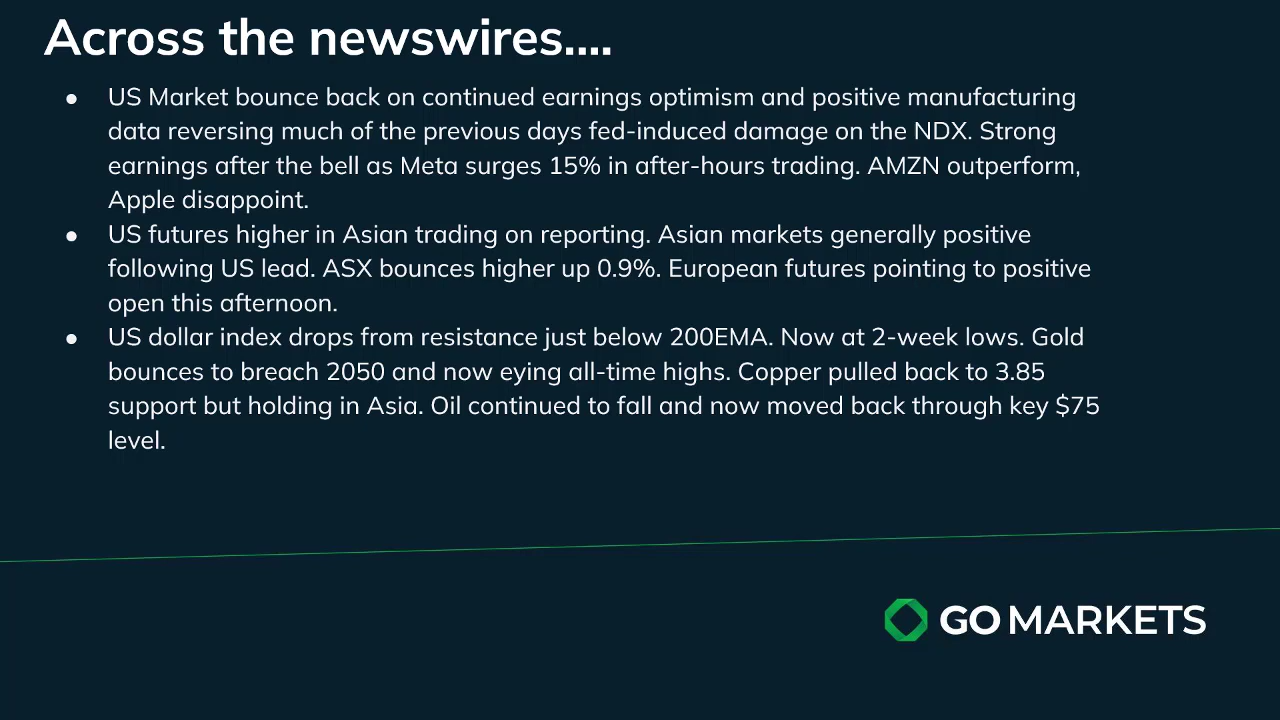 Across the newswires....
● US Market bounce back on continued earnings optimism and positive manufacturing
data reversing much of the previous days fed-induced damage on the NDX. Strong
earnings after the bell as Meta surges 15% in after-hours trading. AMZN outperform,
Apple disappoint.
● US futures higher in Asian trading on reporting. Asian markets generally positive
following US lead. ASX bounces higher up 0.9%. European futures pointing to positive
open this afternoon.
● US dollar index drops from resistance just below 200EMA. Now at 2-week lows. Gold
bounces to breach 2050 and now eying all-time highs. Copper pulled back to 3.85
support but holding in Asia. Oil continued to fall and now moved back through key $75
level.
GO MARKETS